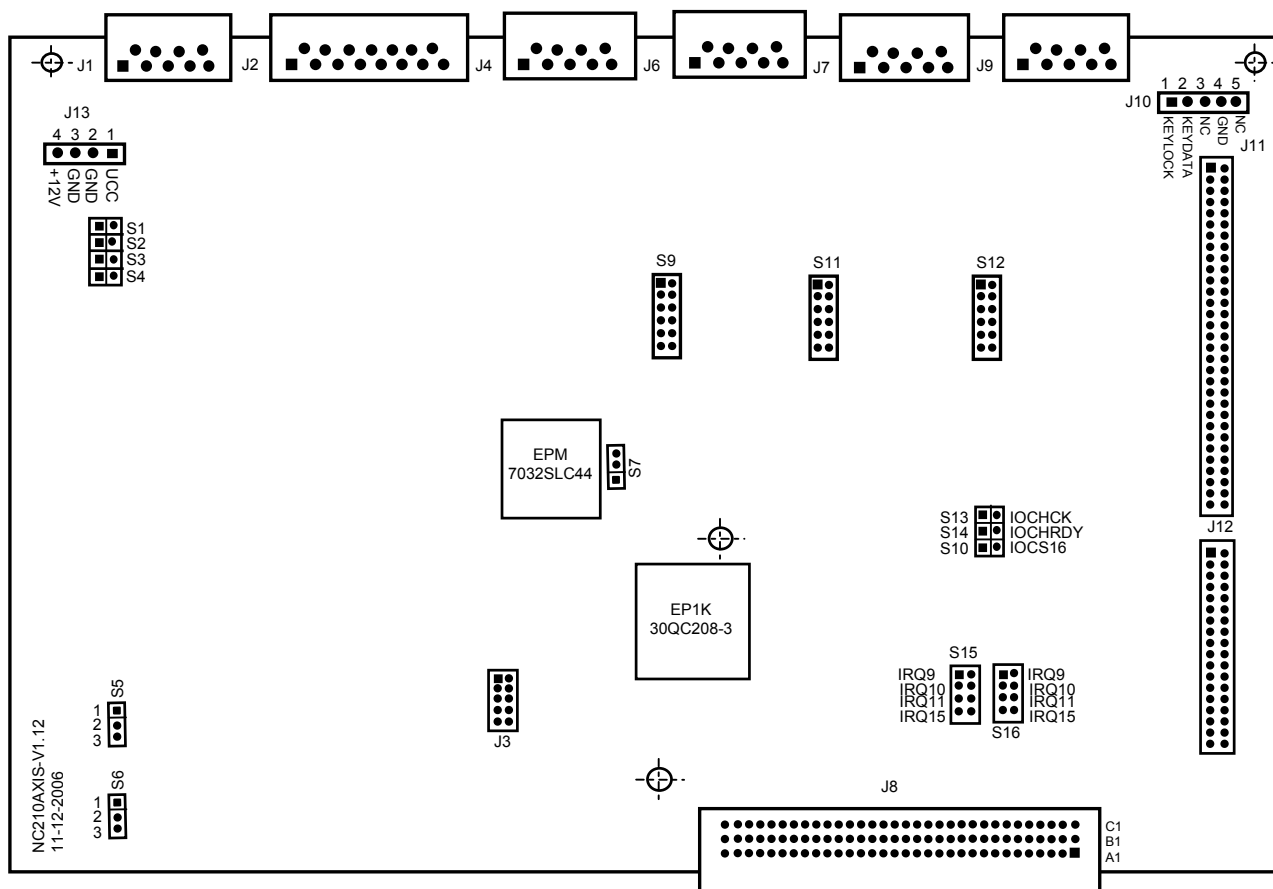 J1
J2
J4
J6
J7
J9
J13
4 3 2 1
+12V
GND
GND
UCC
J10
1 2 3 4 5
KEYLOCK
KEYDATA
NC
GND
NC
J11
S1
S2
S3
S4
S9
S11
S12
EPM
7032SLC44
S7
S13 IOCHCK
S14 IOCHRDY
S10 IOCS16
J12
EP1K
30QC208-3
S15
IRQ9
IRQ10
IRQ11
IRQ15
IRQ9
IRQ10
IRQ11
IRQ15
S16
J3
S5
1
2
3
S6
1
2
3
NC210AXIS-V1.12
11-12-2006
J8
C1
B1
A1